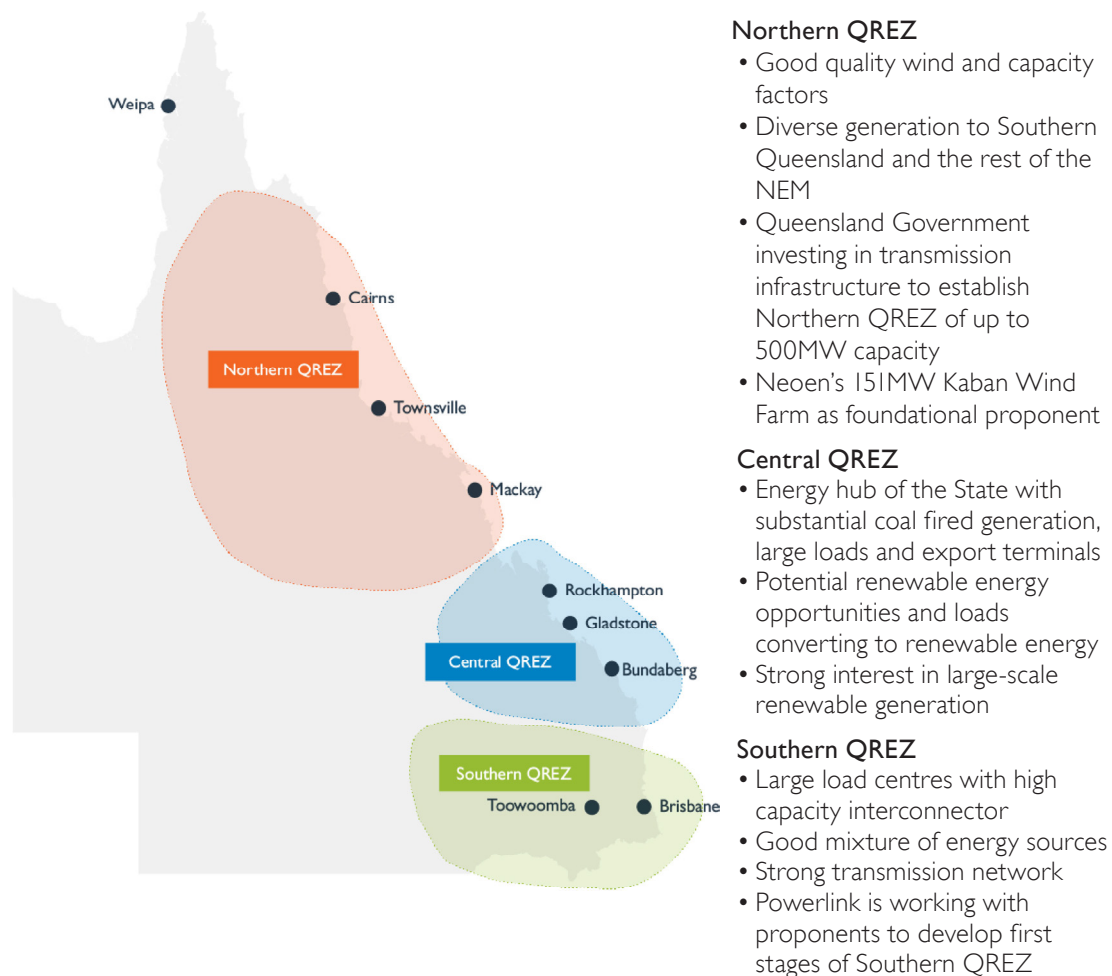 Weipa
Cairns
Northern QREZ
Townsville
Mackay
Rockhampton
Gladstone
Central QREZ
Bundaberg
Southern QREZ
Toowoomba
Brisbane
Northern QREZ
• Good quality wind and capacity
factors
• Diverse generation to Southern
Queensland and the rest of the
NEM
• Queensland Government
investing in transmission
infrastructure to establish
Northern QREZ of up to
500MW capacity
• Neoen's 151MW Kaban Wind
Farm as foundational proponent
Central QREZ
• Energy hub of the State with
substantial coal fired generation,
large loads and export terminals
• Potential renewable energy
opportunities and loads
converting to renewable energy
• Strong interest in large-scale
renewable generation
Southern QREZ
• Large load centres with high
capacity interconnector
• Good mixture of energy sources
• Strong transmission network
• Powerlink is working with
proponents to develop first
stages of Southern QREZ